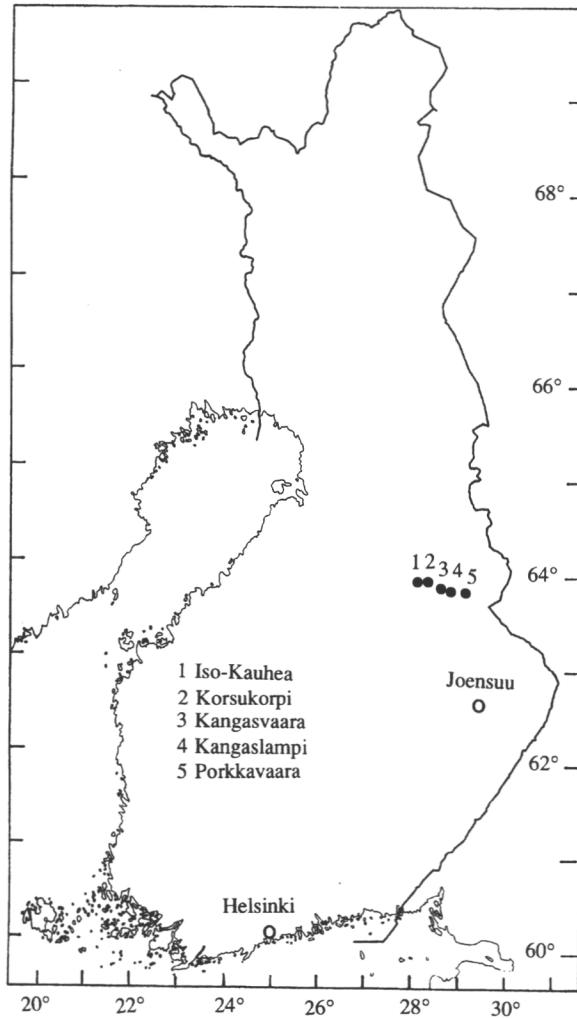 68°
66°
1 2 3 4 5
64°
Joensuu
1 Iso-Kauhea
2 Korsukorpi
3 Kangasvaara
4 Kangaslampi
5 Porkkavaara
62°
Helsinki
60°
20° 22° 24° 26° 28° 30°